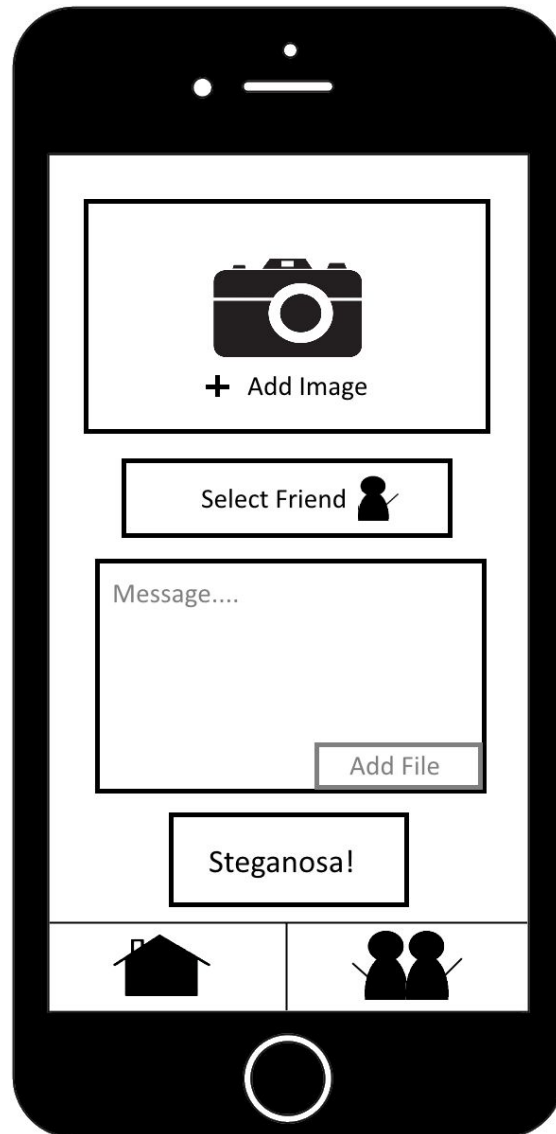 + Add Image
Select Friend
Message....
Add File
Steganosa!